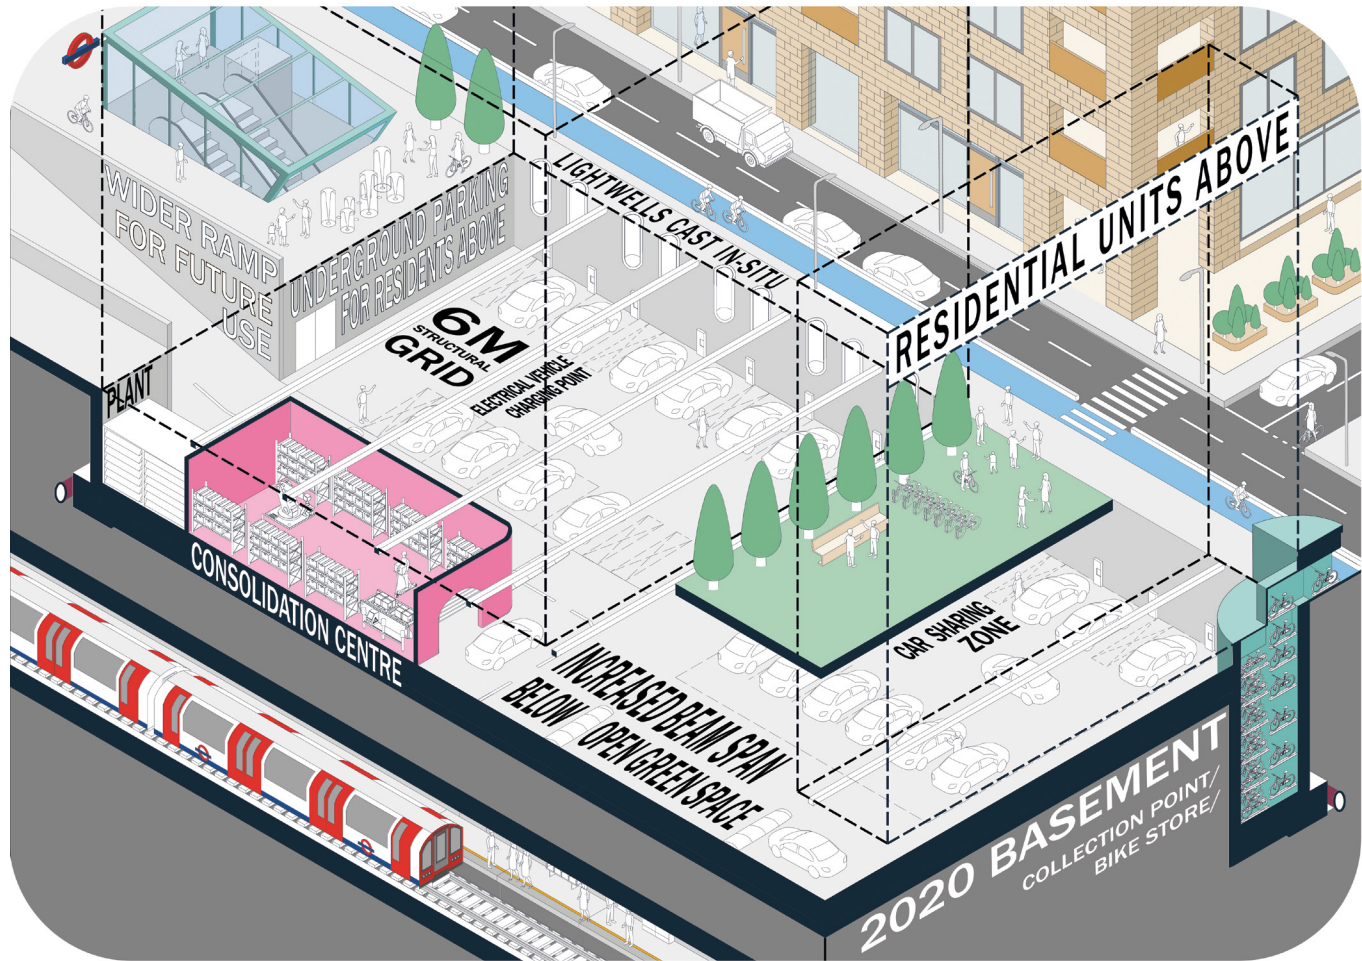 WIDER RAMP
FOR FUTURE
USE
UNDERGROUND PARKING
FOR RESIDENTS ABOVE
LIGHTWELLS CAST IN-SITU
RESIDENTIAL UNITS ABOVE
6M
STRUCTURAL
GRID
ELECTRICAL VEHICLE
CHARGING POINT
PLANT
CONSOLIDATION CENTRE
CAR SHARING
ZONE
INCREASED BEAM SPAN
BELOW OPEN GREEN SPACE
2020 BASEMENT
COLLECTION POINT/
BIKE STORE/